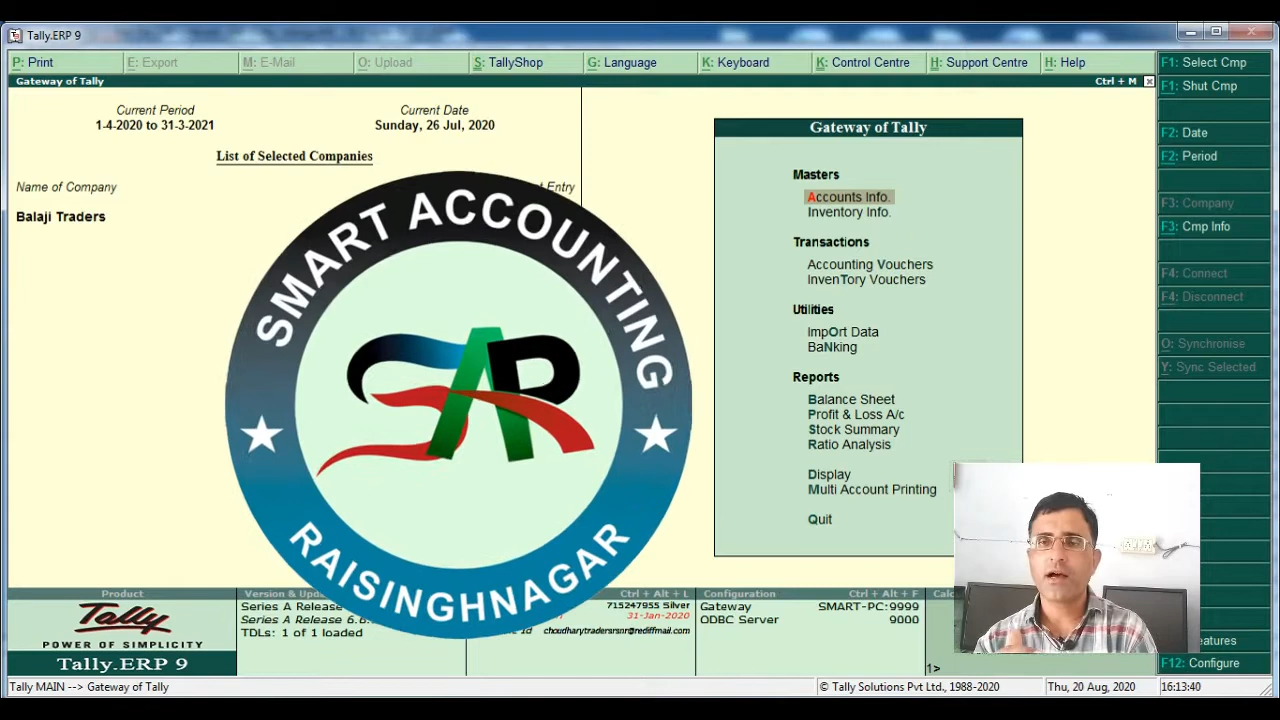 Tally.ERP 9
P: Print
E: Export
M: E-Mail
O: Upload
S: TallyShop
G: Language
K: Keyboard
K: Control Centre
H: Support Centre
H: Help
Gateway of Tally
Ctrl + M
Current Period
1-4-2020 to 31-3-2021
Current Date
Sunday, 26 Jul, 2020
List of Selected Companies
Name of Company
Entry
Balaji Traders
SMART ACCOUNTING
SAR
RAISINGHNAGAR
Gateway of Tally
Masters
Accounts Info.
Inventory Info.
Transactions
Accounting Vouchers
InvenTory Vouchers
Utilities
ImpOrt Data
BaNking
Reports
Balance Sheet
Profit & Loss A/c
Stock Summary
Ratio Analysis
Display
Multi Account Printing
Quit
F1: Select Cmp
F1: Shut Cmp
F2: Date
F2: Period
F3: Company
F3: Cmp Info
F4: Connect
F4: Disconnect
O: Synchronise
Y: Sync Selected
eatures
F12: Configure
Product
Tally
POWER OF SIMPLICITY
Tally.ERP 9
Version &
Series A Release
Series A Release 6.6.
TDLs: 1 of 1 loaded
Ctrl + Alt + L
715247955 Silver
31-Jan-2020
choudharytradersrsnr@rediffmail.com
Configuration
Ctrl + Alt + F
Gateway
SMART-PC:9999
ODBC Server
9000
1>
Tally MAIN --> Gateway of Tally
© Tally Solutions Pvt Ltd., 1988-2020
Thu, 20 Aug, 2020
16:13:40